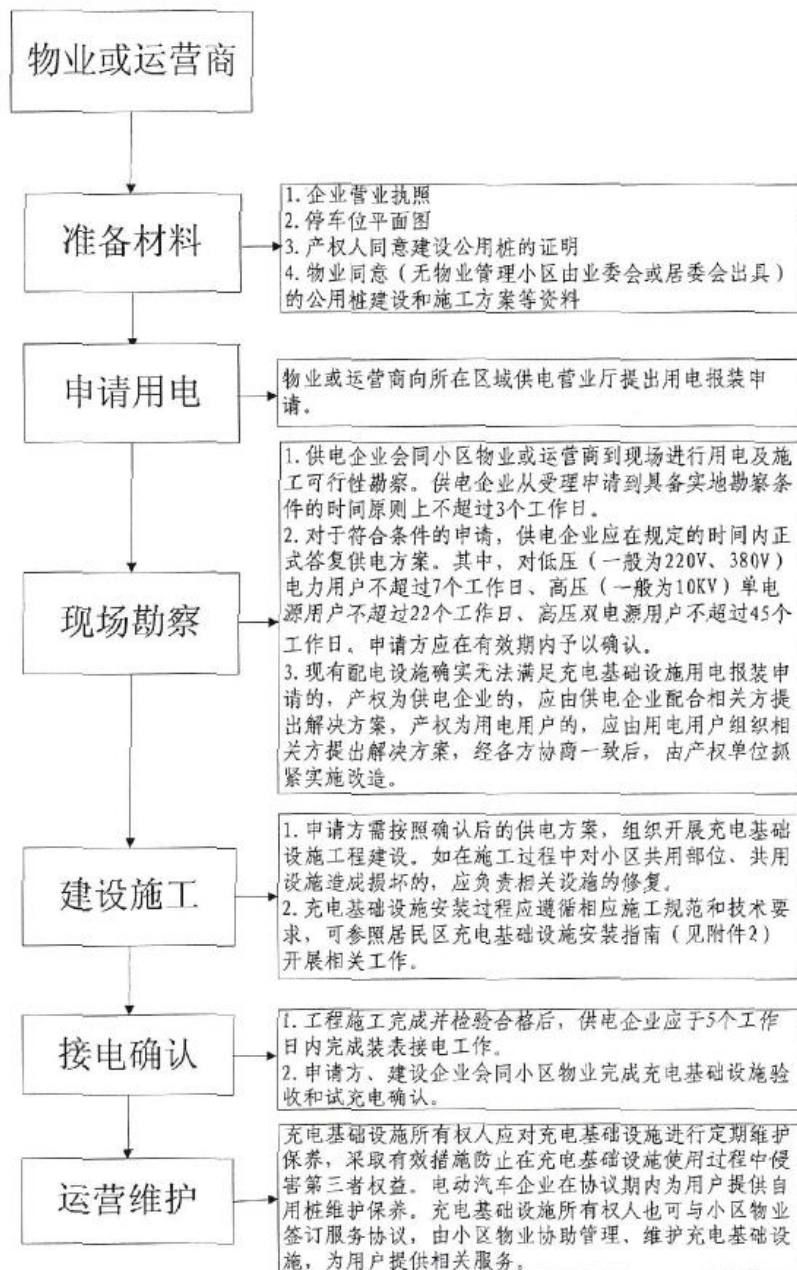 物业或运营商
准备材料
1. 企业营业执照
2. 停车位平面图
3. 产权人同意建设公用桩的证明
4. 物业同意（无物业管理小区由业委会或居委会出具）
的公用桩建设和施工方案等资料
申请用电
物业或运营商向所在区域供电营业厅提出用电报装申
请。
现场勘察
1. 供电企业会同小区物业或运营商到现场进行用电及施
工可行性勘察。供电企业从受理申请到具备实地勘察条
件的时间原则上不超过3个工作日。
2. 对于符合条件的申请，供电企业应在规定的时间内正
式答复供电方案。其中，对低压（一般为220V、380V）
电力用户不超过7个工作日、高压（一般为10KV）单电
源用户不超过22个工作日、高压双电源用户不超过45个
工作日。申请方应在有效期内予以确认。
3. 现有配电设施确实无法满足充电基础设施用电报装申
请的，产权为供电企业的，应由供电企业配合相关方提
出解决方案，产权为用电用户的，应由用电用户组织相
关方提出解决方案，经各方协商一致后，由产权单位抓
紧实施改造。
建设施工
1. 申请方需按照确认后的供电方案，组织开展充电基础
设施工程建设。如在施工过程中对小区共用部位、共用
设施造成损坏的，应负责相关设施的修复。
2. 充电基础设施安装过程应遵循相应施工规范和技术要
求，可参照居民区充电基础设施安装指南（见附件2）
开展相关工作。
接电确认
1. 工程施工完成并检验合格后，供电企业应于5个工作
日内完成装表接电工作。
2. 申请方、建设企业会同小区物业完成充电基础设施验
收和试充电确认。
运营维护
充电基础设施所有权人应对充电基础设施进行定期维护
保养，采取有效措施防止在充电基础设施使用过程中侵
害第三者权益。电动汽车企业在协议期内为用户提供自
用桩维护保养。充电基础设施所有权人也可与小区物业
签订服务协议，由小区物业协助管理、维护充电基础设
施，为用户提供相关服务。